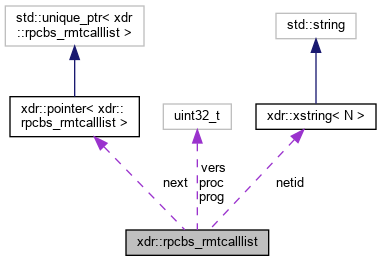 std::unique_ptr< xdr
::rpcbs_rmtcalllist >
std::string
xdr::pointer< xdr::
rpcbs_rmtcalllist >
uint32_t
xdr::xstring< N >
next
vers
proc
prog
netid
xdr::rpcbs_rmtcalllist